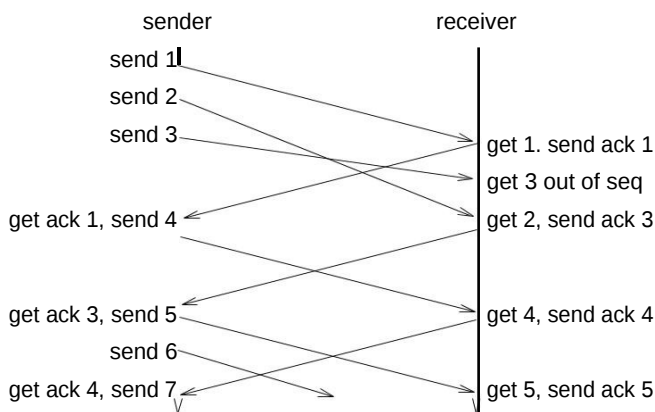 sender receiver
send 1
send 2
send 3
get 1. send ack 1
get 3 out of seq
get ack 1, send 4
get 2, send ack 3
get ack 3, send 5
get 4, send ack 4
send 6
get ack 4, send 7
get 5, send ack 5